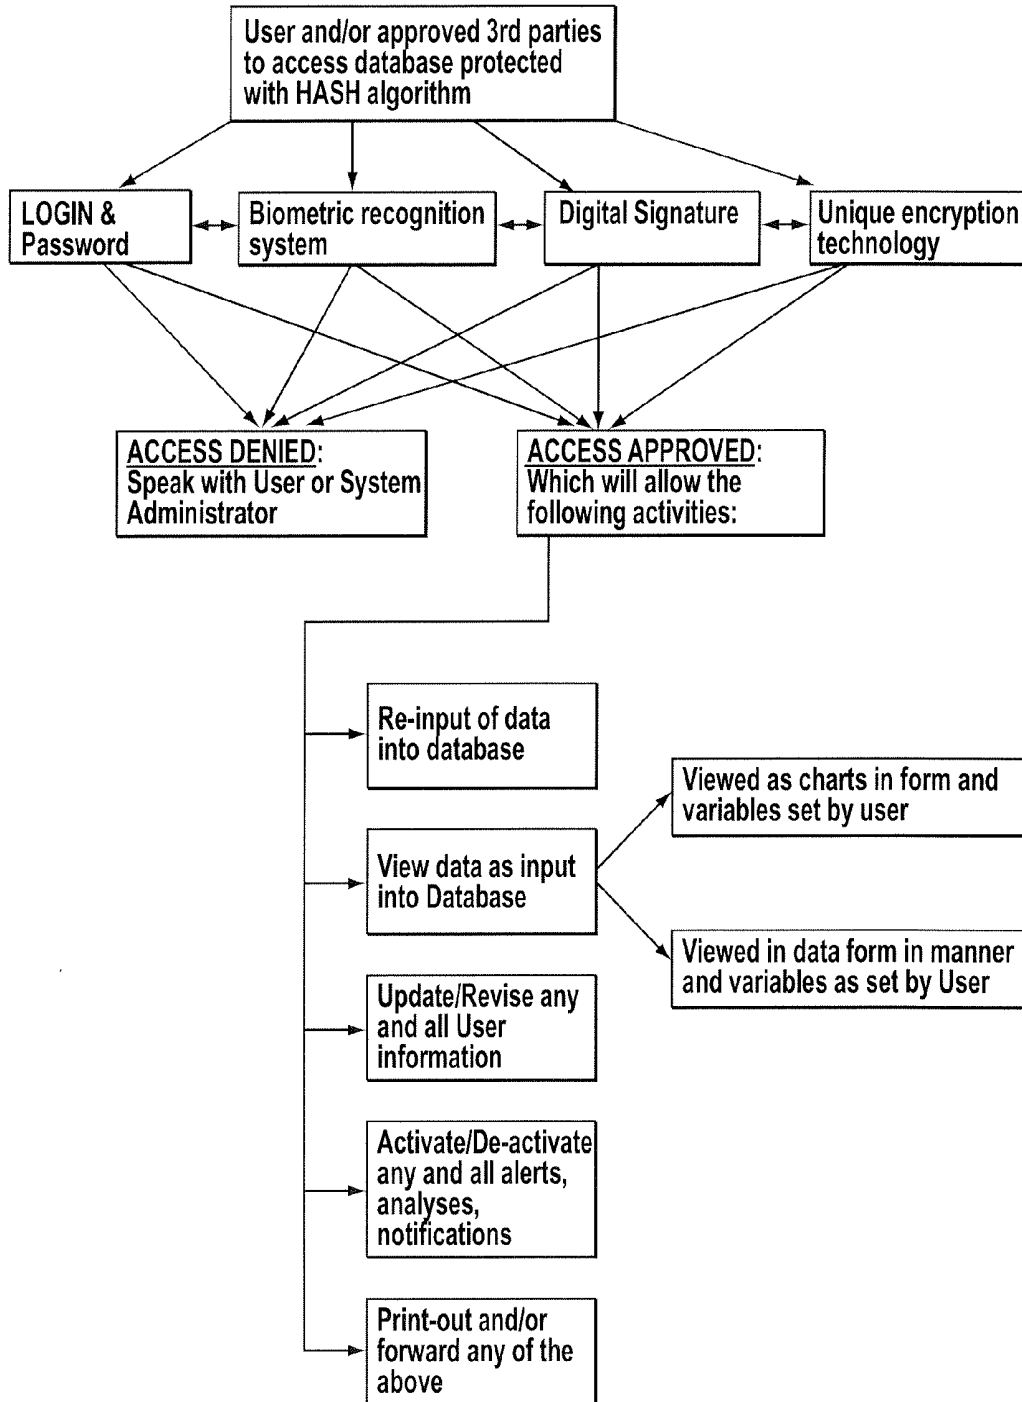 User and/or approved 3rd parties
to access database protected
with HASH algorithm
LOGIN &
Password
Biometric recognition
system
Digital Signature
Unique encryption
technology
ACCESS DENIED:
Speak with User or System
Administrator
ACCESS APPROVED:
Which will allow the
following activities:
Re-input of data
into database
View data as input
into Database
Viewed as charts in form and
variables set by user
Viewed in data form in manner
and variables as set by User
Update/Revise any
and all User
information
Activate/De-activate
any and all alerts,
analyses,
notifications
Print-out and/or
forward any of the
above